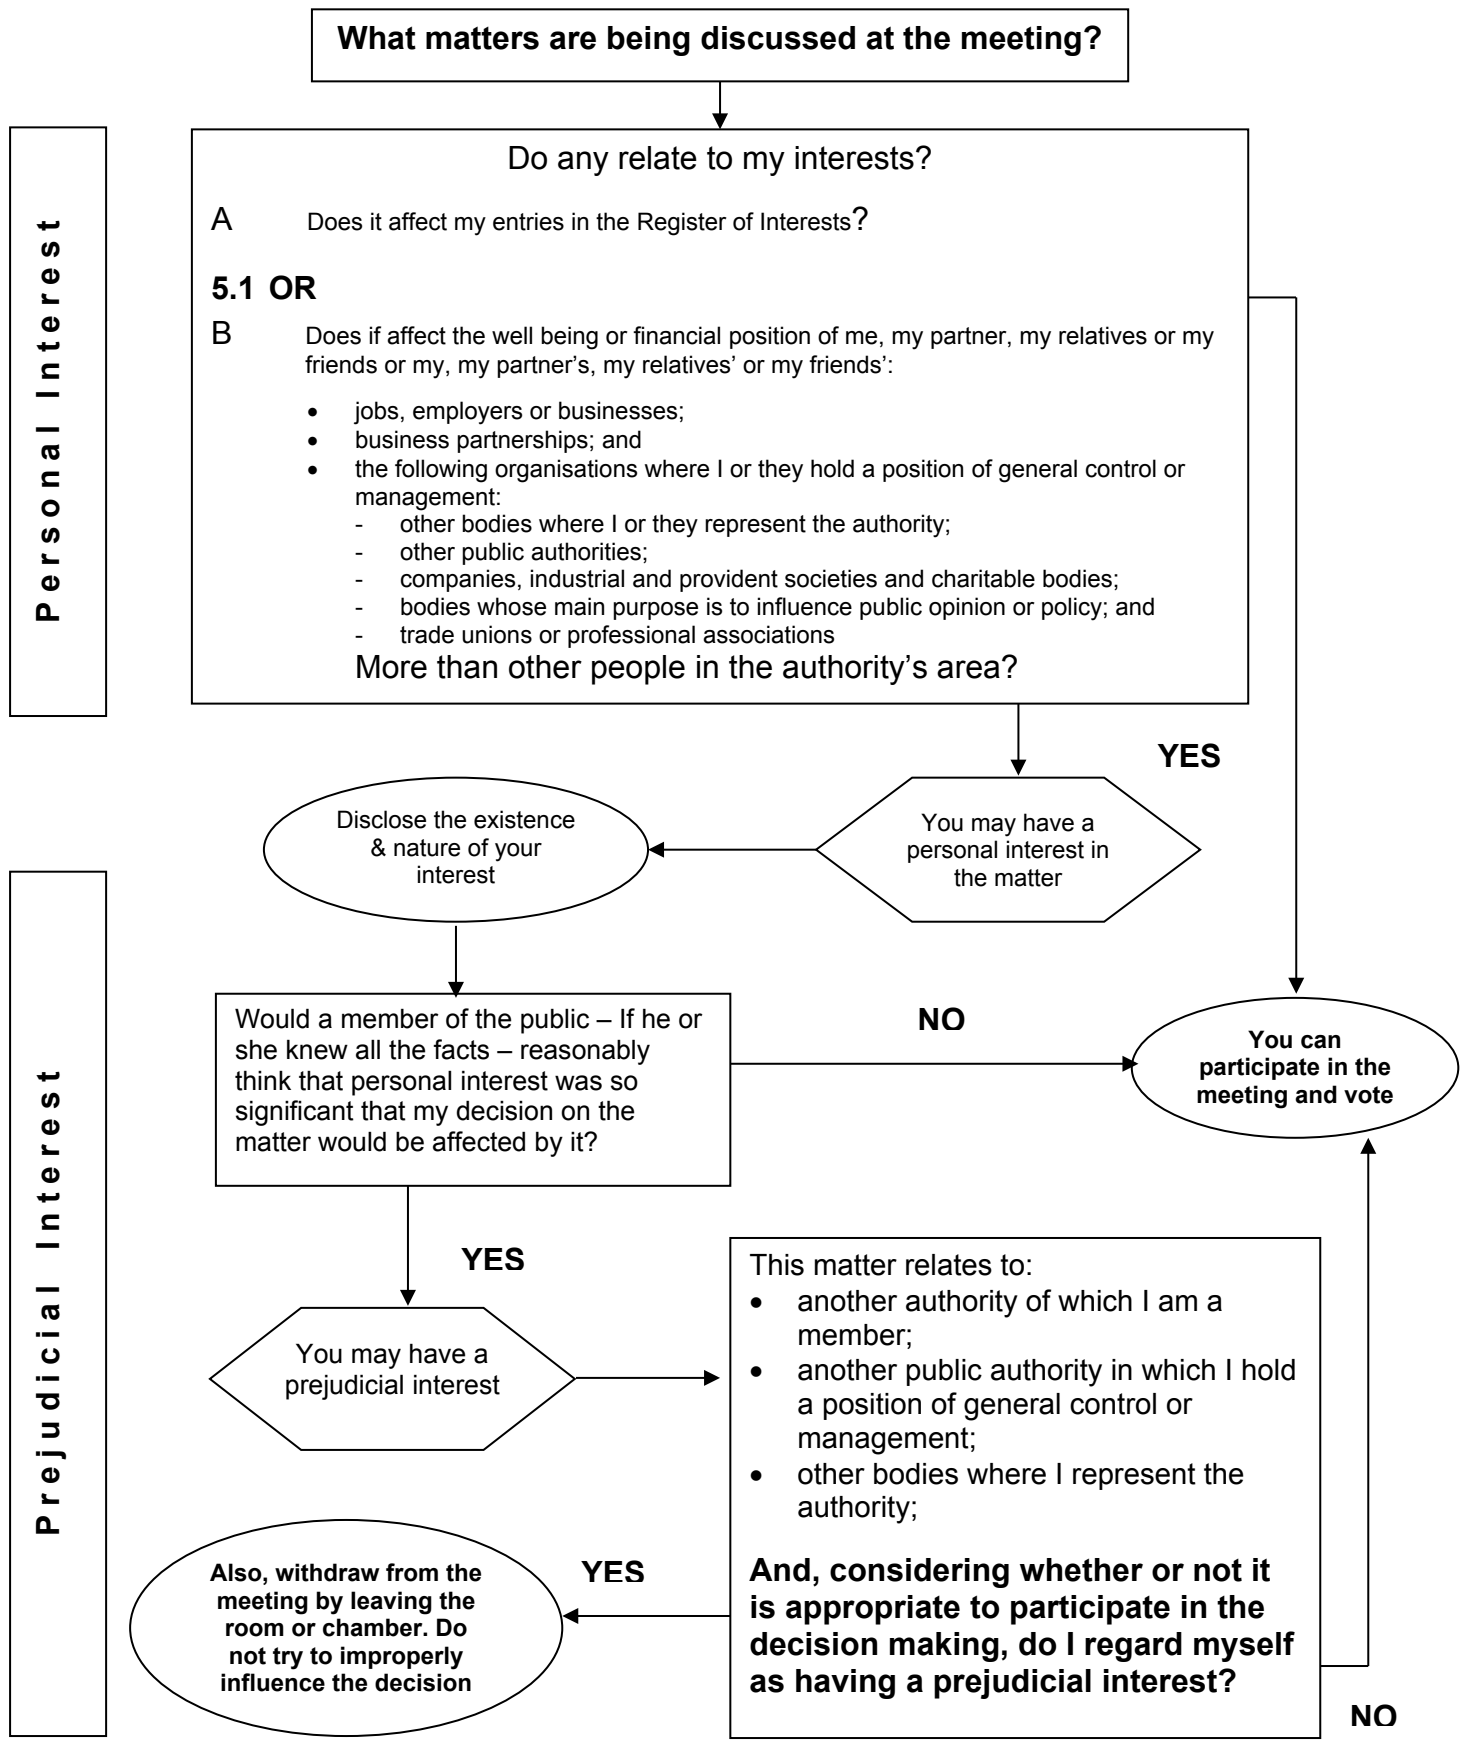 What matters are being discussed at the meeting?
Personal Interest
Do any relate to my interests?
A Does it affect my entries in the Register of Interests?
5.1 OR
B Does if affect the well being or financial position of me, my partner, my relatives or my
friends or my, my partner's, my relatives' or my friends':
• jobs, employers or businesses;
• business partnerships; and
• the following organisations where I or they hold a position of general control or
management:
- other bodies where I or they represent the authority;
- other public authorities;
- companies, industrial and provident societies and charitable bodies;
- bodies whose main purpose is to influence public opinion or policy; and
- trade unions or professional associations
More than other people in the authority's area?
YES
You may have a
personal interest in
the matter
Disclose the existence
& nature of your
interest
Prejudicial Interest
Would a member of the public – If he or
she knew all the facts – reasonably
think that personal interest was so
significant that my decision on the
matter would be affected by it?
NO
You can
participate in the
meeting and vote
YES
You may have a
prejudicial interest
This matter relates to:
• another authority of which I am a
member;
• another public authority in which I hold
a position of general control or
management;
• other bodies where I represent the
authority;
And, considering whether or not it
is appropriate to participate in the
decision making, do I regard myself
as having a prejudicial interest?
YES
Also, withdraw from the
meeting by leaving the
room or chamber. Do
not try to improperly
influence the decision
NO